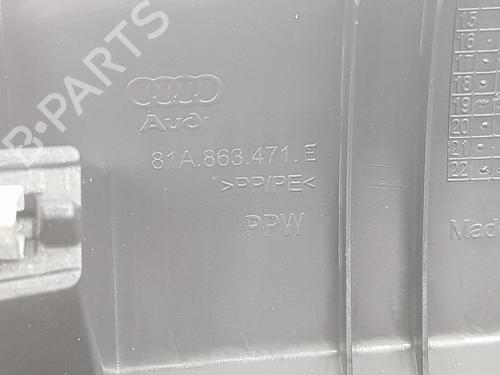 B-PARTS
Audi
81A.863.471.E
>PP/PE<
PPW
15
16
17
18
19
20
21
22
Mad